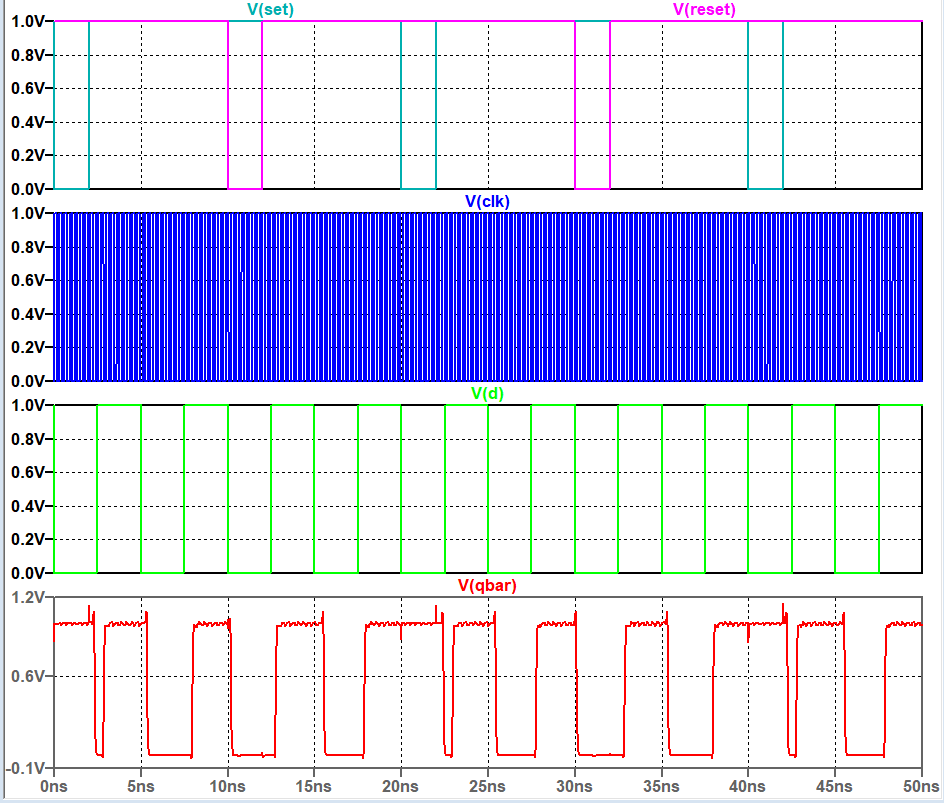 V(set) V(reset)
1.0V
0.8V
0.6V
0.4V
0.2V
0.0V
V(clk)
1.0V
0.8V
0.6V
0.4V
0.2V
0.0V
V(d)
1.0V
0.8V
0.6V
0.4V
0.2V
0.0V
V(qbar)
1.2V
0.6V
-0.1V
0ns 5ns 10ns 15ns 20ns 25ns 30ns 35ns 40ns 45ns 50ns